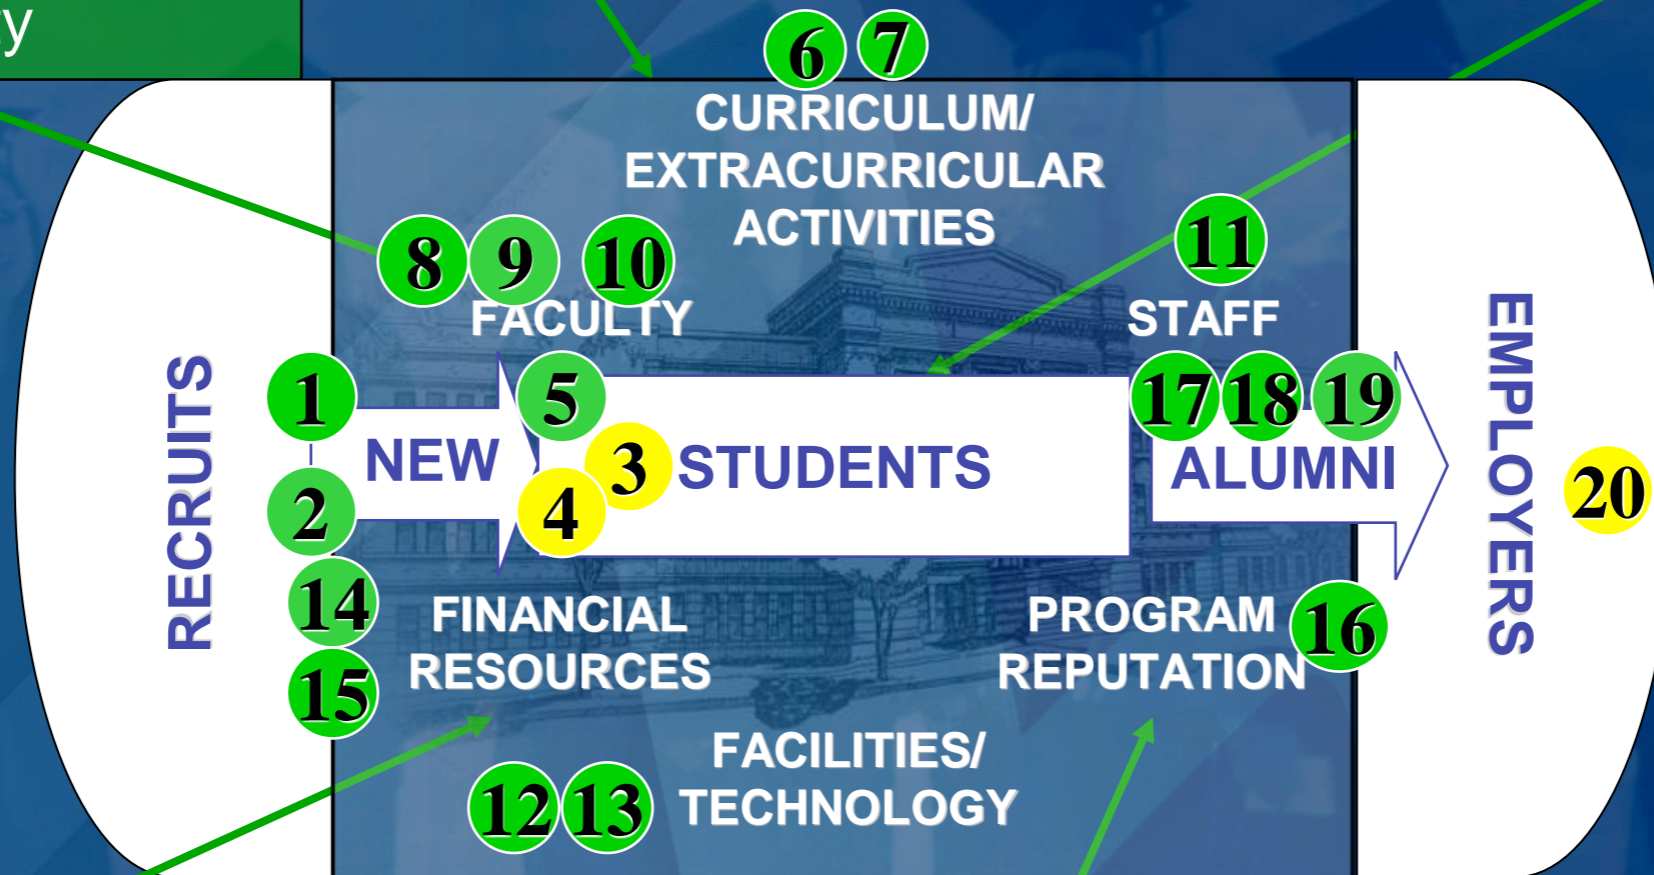 ty
6 7
CURRICULUM/
EXTRACURRICULAR
ACTIVITIES
8 9 10
FACULTY
11
STAFF
RECRUITS
1
2
NEW
5
3
4
STUDENTS
17 18 19
ALUMNI
EMPLOYERS
20
14
15
FINANCIAL
RESOURCES
PROGRAM
REPUTATION
16
12 13
FACILITIES/
TECHNOLOGY